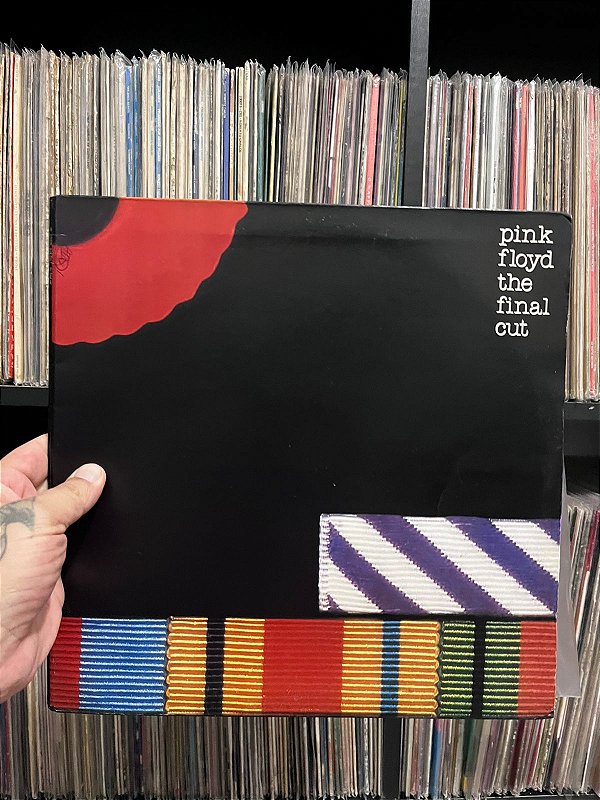 pink
floyd
the
final
cut